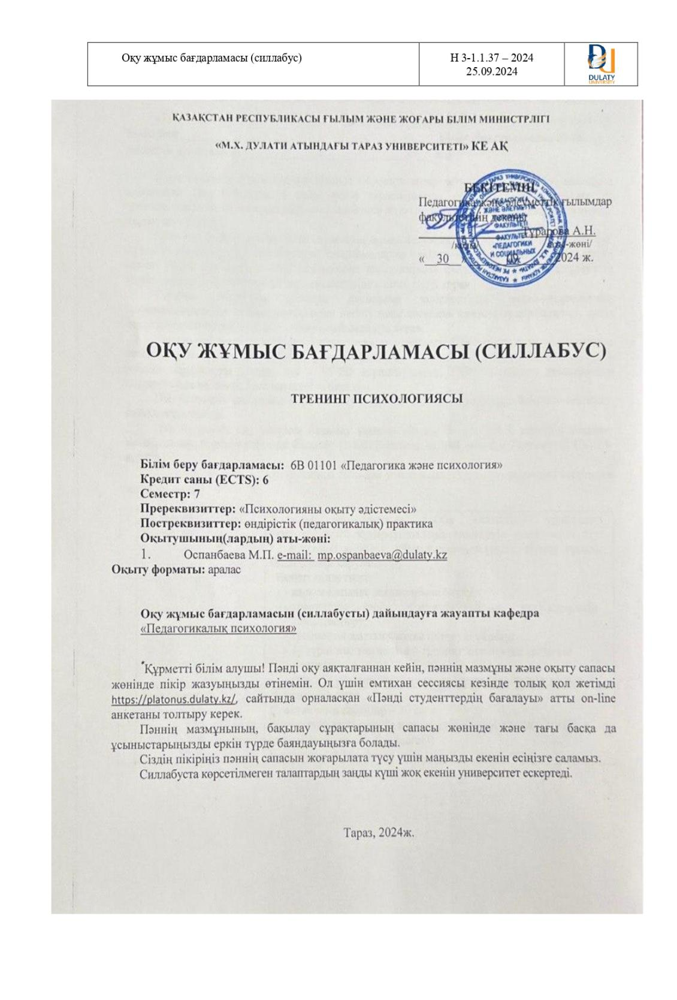 Оқу жұмыс бағдарламасы (силлабус)
Н 3-1.1.37 – 2024
25.09.2024
DULATY
UNIVERSITY
ҚАЗАҚСТАН РЕСПУБЛИКАСЫ ҒЫЛЫМ ЖӘНЕ ЖОҒАРЫ БІЛІМ МИНИСТРЛІГІ
«М.Х. ДУЛАТИ АТЫНДАҒЫ ТАРАЗ УНИВЕРСИТЕТІ» КЕ АҚ
БЕКІТЕМІН
Педагогика және әлеуметтік ғылымдар
факультетінің деканы
Тұрарова А.Н.
/қолы/ аты-жөні/
« 30 » 09 2024 ж.
ЖӘНЕ ӘЛЕУМЕТТІК
ФАКУЛЬТЕТІ
ФАКУЛЬТЕТ
«ПЕДАГОГИКИ
И СОЦИАЛЬНЫХ
ОҚУ ЖҰМЫС БАҒДАРЛАМАСЫ (СИЛЛАБУС)
ТРЕНИНГ ПСИХОЛОГИЯСЫ
Білім беру бағдарламасы: 6В 01101 «Педагогика және психология»
Кредит саны (ECTS): 6
Семестр: 7
Пререквизиттер: «Психологияны оқыту әдістемесі»
Постреквизиттер: өндірістік (педагогикалық) практика
Оқытушының(лардың) аты-жөні:
1. Оспанбаева М.П. e-mail: mp.ospanbaeva@dulaty.kz
Оқыту форматы: аралас
Оқу жұмыс бағдарламасын (силлабусты) дайындауға жауапты кафедра
«Педагогикалық психология»
*Құрметті білім алушы! Пәнді оқу аяқталғаннан кейін, пәннің мазмұны және оқыту сапасы
жөнінде пікір жазуыңызды өтінемін. Ол үшін емтихан сессиясы кезінде толық қол жетімді
https://platonus.dulaty.kz/, сайтында орналасқан «Пәнді студенттердің бағалауы» атты on-line
анкетаны толтыру керек.
Пәннің мазмұнының, бақылау сұрақтарының сапасы жөнінде және тағы басқа да
ұсыныстарыңызды еркін түрде баяндауыңызға болады.
Сіздің пікіріңіз пәннің сапасын жоғарылата түсу үшін маңызды екенін есіңізге саламыз.
Силлабуста көрсетілмеген талаптардың заңды күші жоқ екенін университет ескертеді.
Тараз, 2024ж.